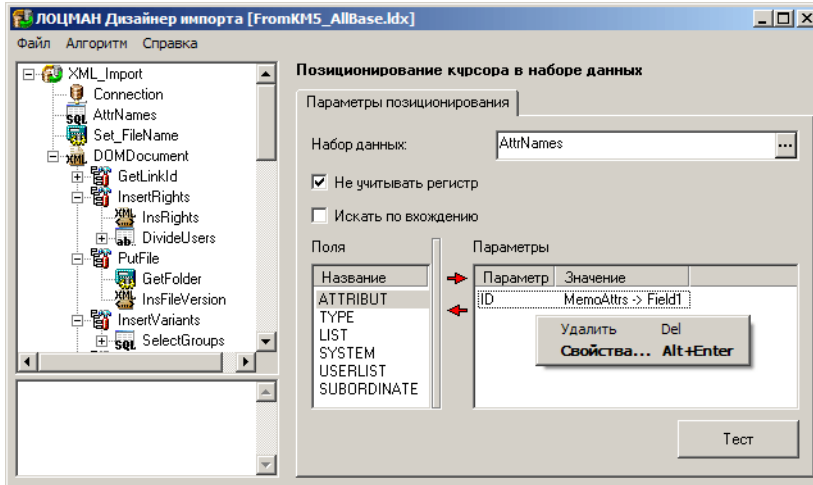 ЛОЦМАН Дизайнер импорта [FromKM5_AllBase.ldx]
Файл Алгоритм Справка
XML_Import
Connection
AttrNames
Set_FileName
DOMDocument
GetLinkId
InsertRights
InsRights
DivideUsers
PutFile
GetFolder
InsFileVersion
InsertVariants
SelectGroups
Позиционирование курсора в наборе данных
Параметры позиционирования
Набор данных: AttrNames ...
Не учитывать регистр
Искать по вхождению
Поля
Название
ATTRIBUT
TYPE
LIST
SYSTEM
USERLIST
SUBORDINATE
Параметры
Параметр Значение
ID MemoAttrs -> Field1
Удалить Del
Свойства... Alt+Enter
Тест